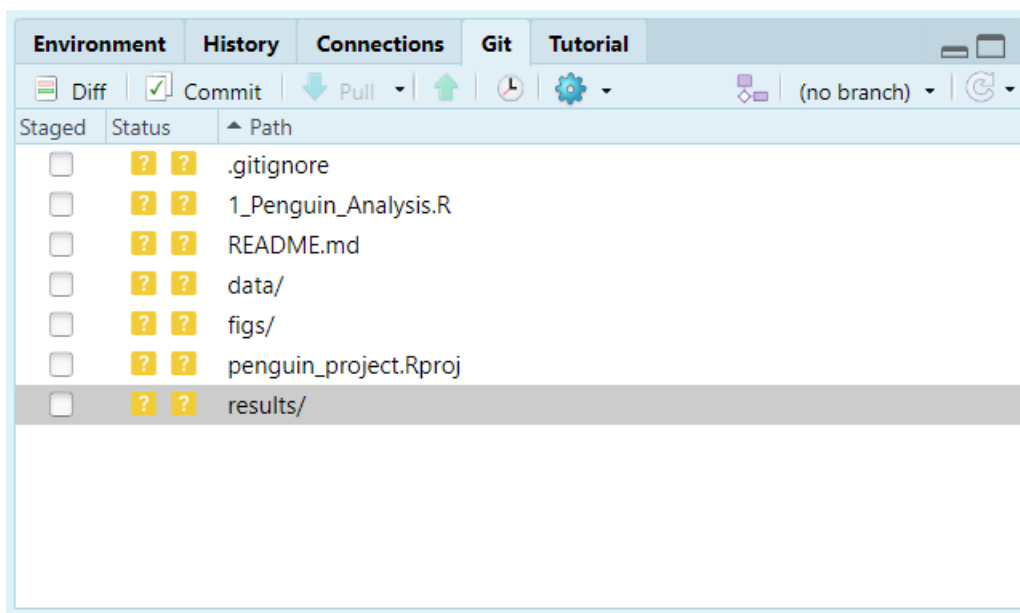 Environment History Connections Git Tutorial
Diff Commit Pull (no branch)
Staged Status Path
? ? .gitignore
? ? 1_Penguin_Analysis.R
? ? README.md
? ? data/
? ? figs/
? ? penguin_project.Rproj
? ? results/